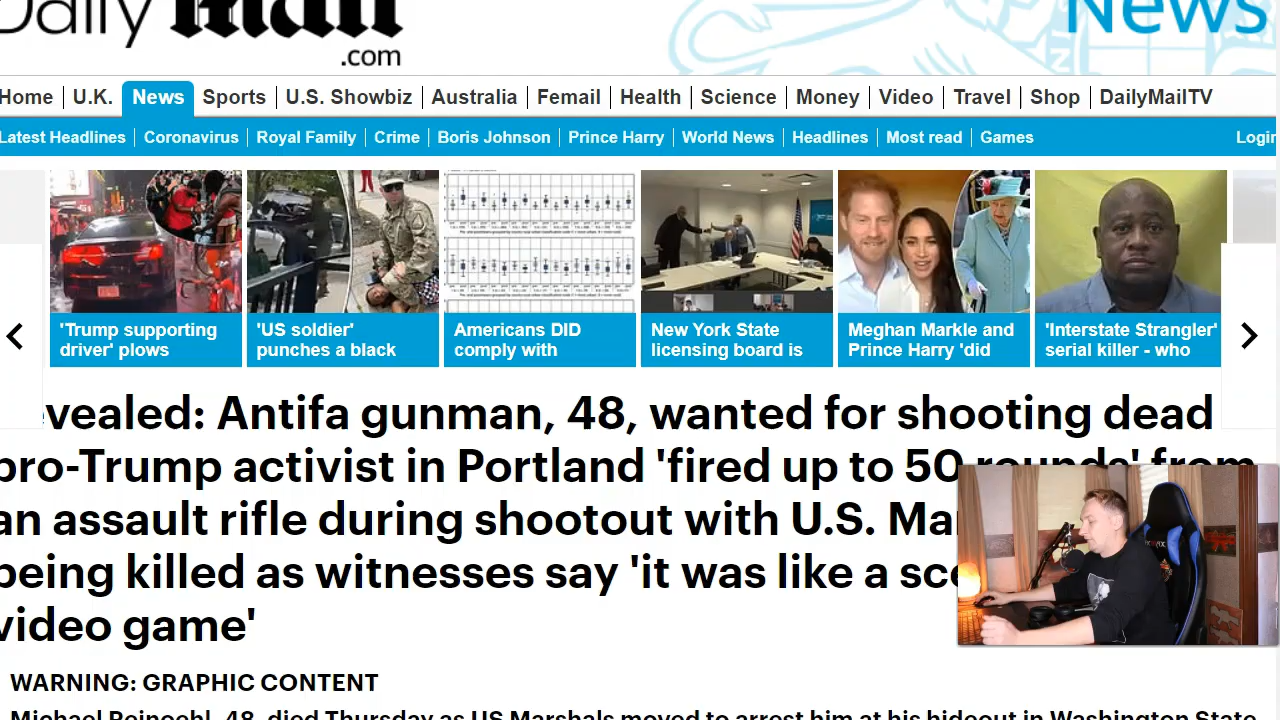 Daily Mail
.com
News
Home U.K. News Sports U.S. Showbiz Australia Femail Health Science Money Video Travel Shop DailyMailTV
Latest Headlines Coronavirus Royal Family Crime Boris Johnson Prince Harry World News Headlines Most read Games Login
'Trump supporting
driver' plows
'US soldier'
punches a black
Americans DID
comply with
New York State
licensing board is
Meghan Markle and
Prince Harry 'did
'Interstate Strangler'
serial killer - who
evealed: Antifa gunman, 48, wanted for shooting dead
pro-Trump activist in Portland 'fired up to 50 rounds' from
an assault rifle during shootout with U.S. Mar
being killed as witnesses say 'it was like a sce
video game'
WARNING: GRAPHIC CONTENT
Michael Reinoehl, 48, died Thursday as US Marshals moved to arrest him at his hideout in Washington State